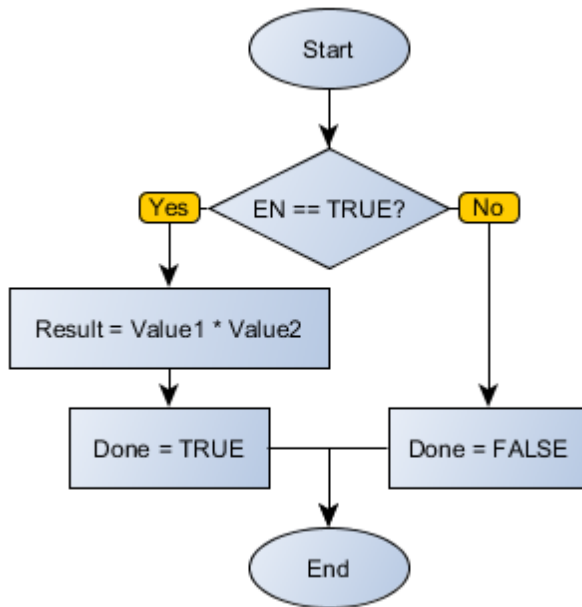 Start
EN == TRUE?
Yes
No
Result = Value1 * Value2
Done = TRUE
Done = FALSE
End